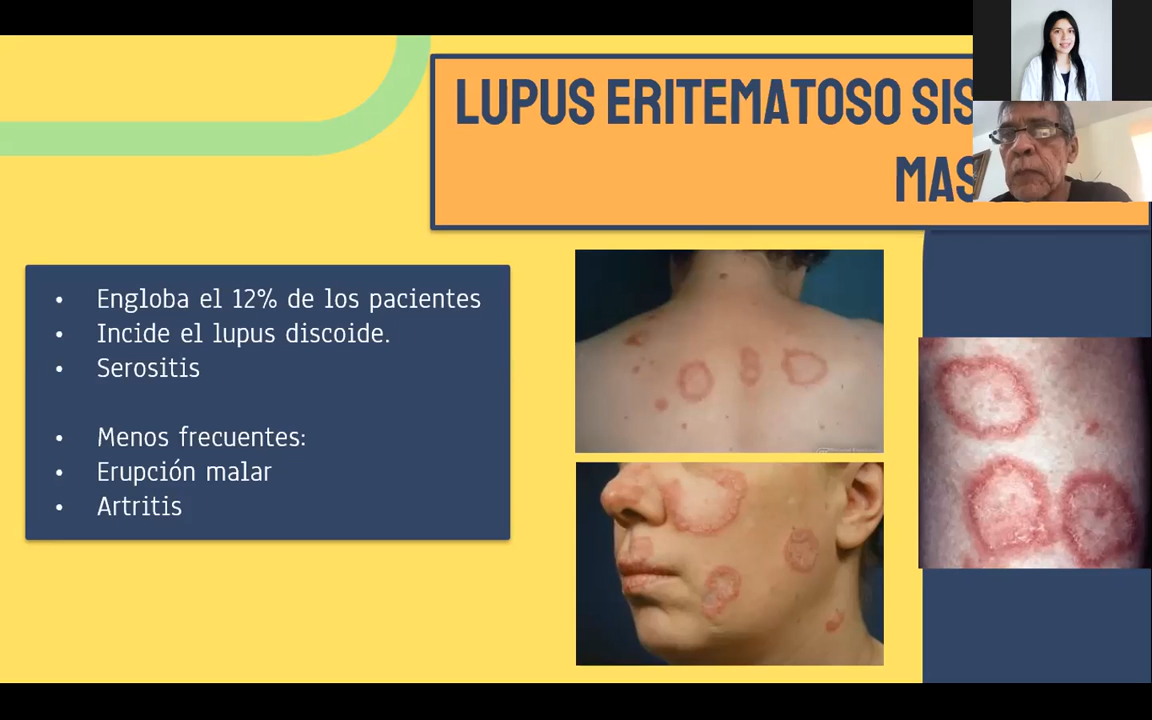 LUPUS ERITEMATOSO SIS
MAS
• Engloba el 12% de los pacientes
• Incide el lupus discoide.
• Serositis
• Menos frecuentes:
• Erupción malar
• Artritis